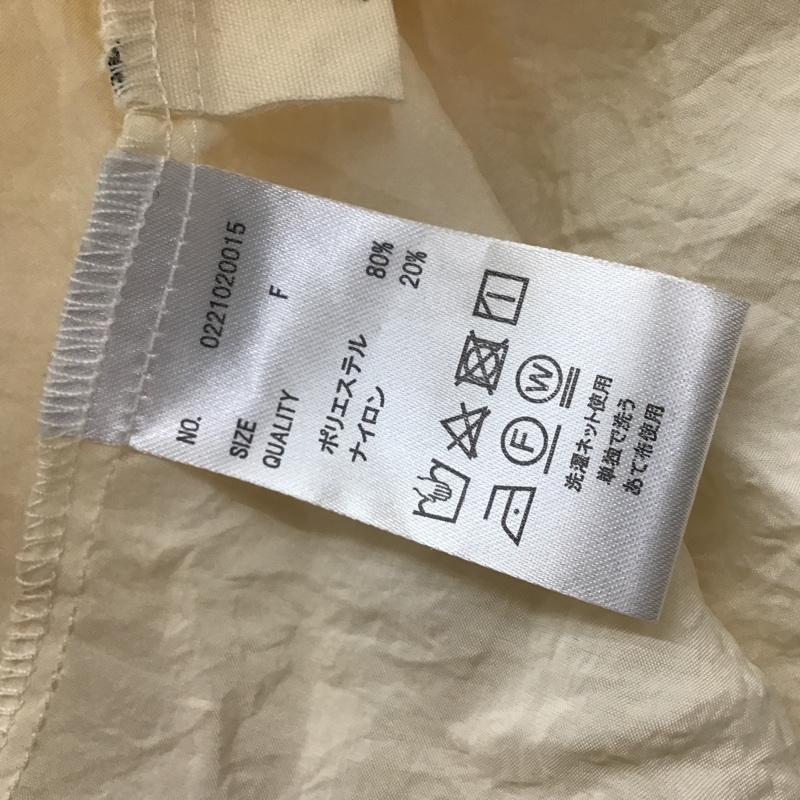 NO. 0221020015
SIZE F
QUALITY
ポリエステル 80%
ナイロン 20%
F W
洗濯ネット使用
単独で洗う
あて布使用